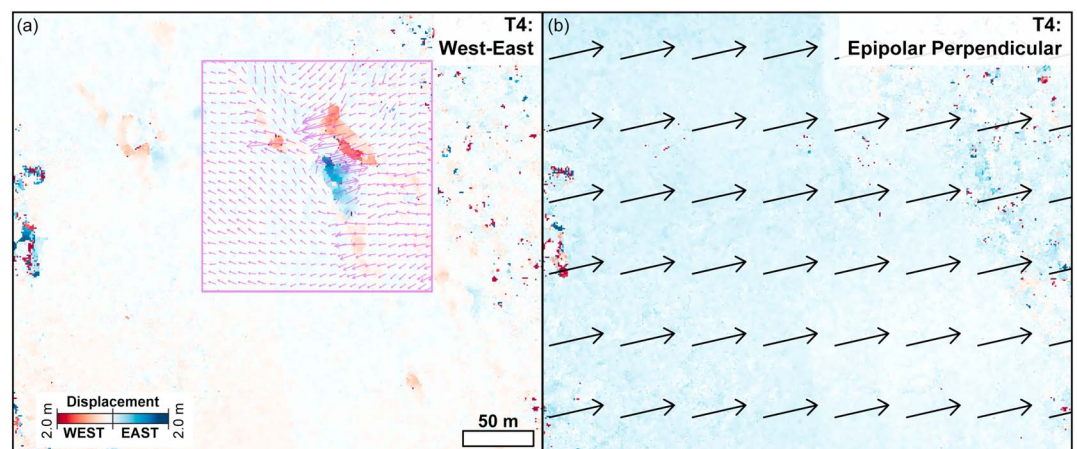 (a)
T4:
West-East
Displacement
2.0 m
2.0 m
WEST
EAST
50 m
(b)
T4:
Epipolar Perpendicular